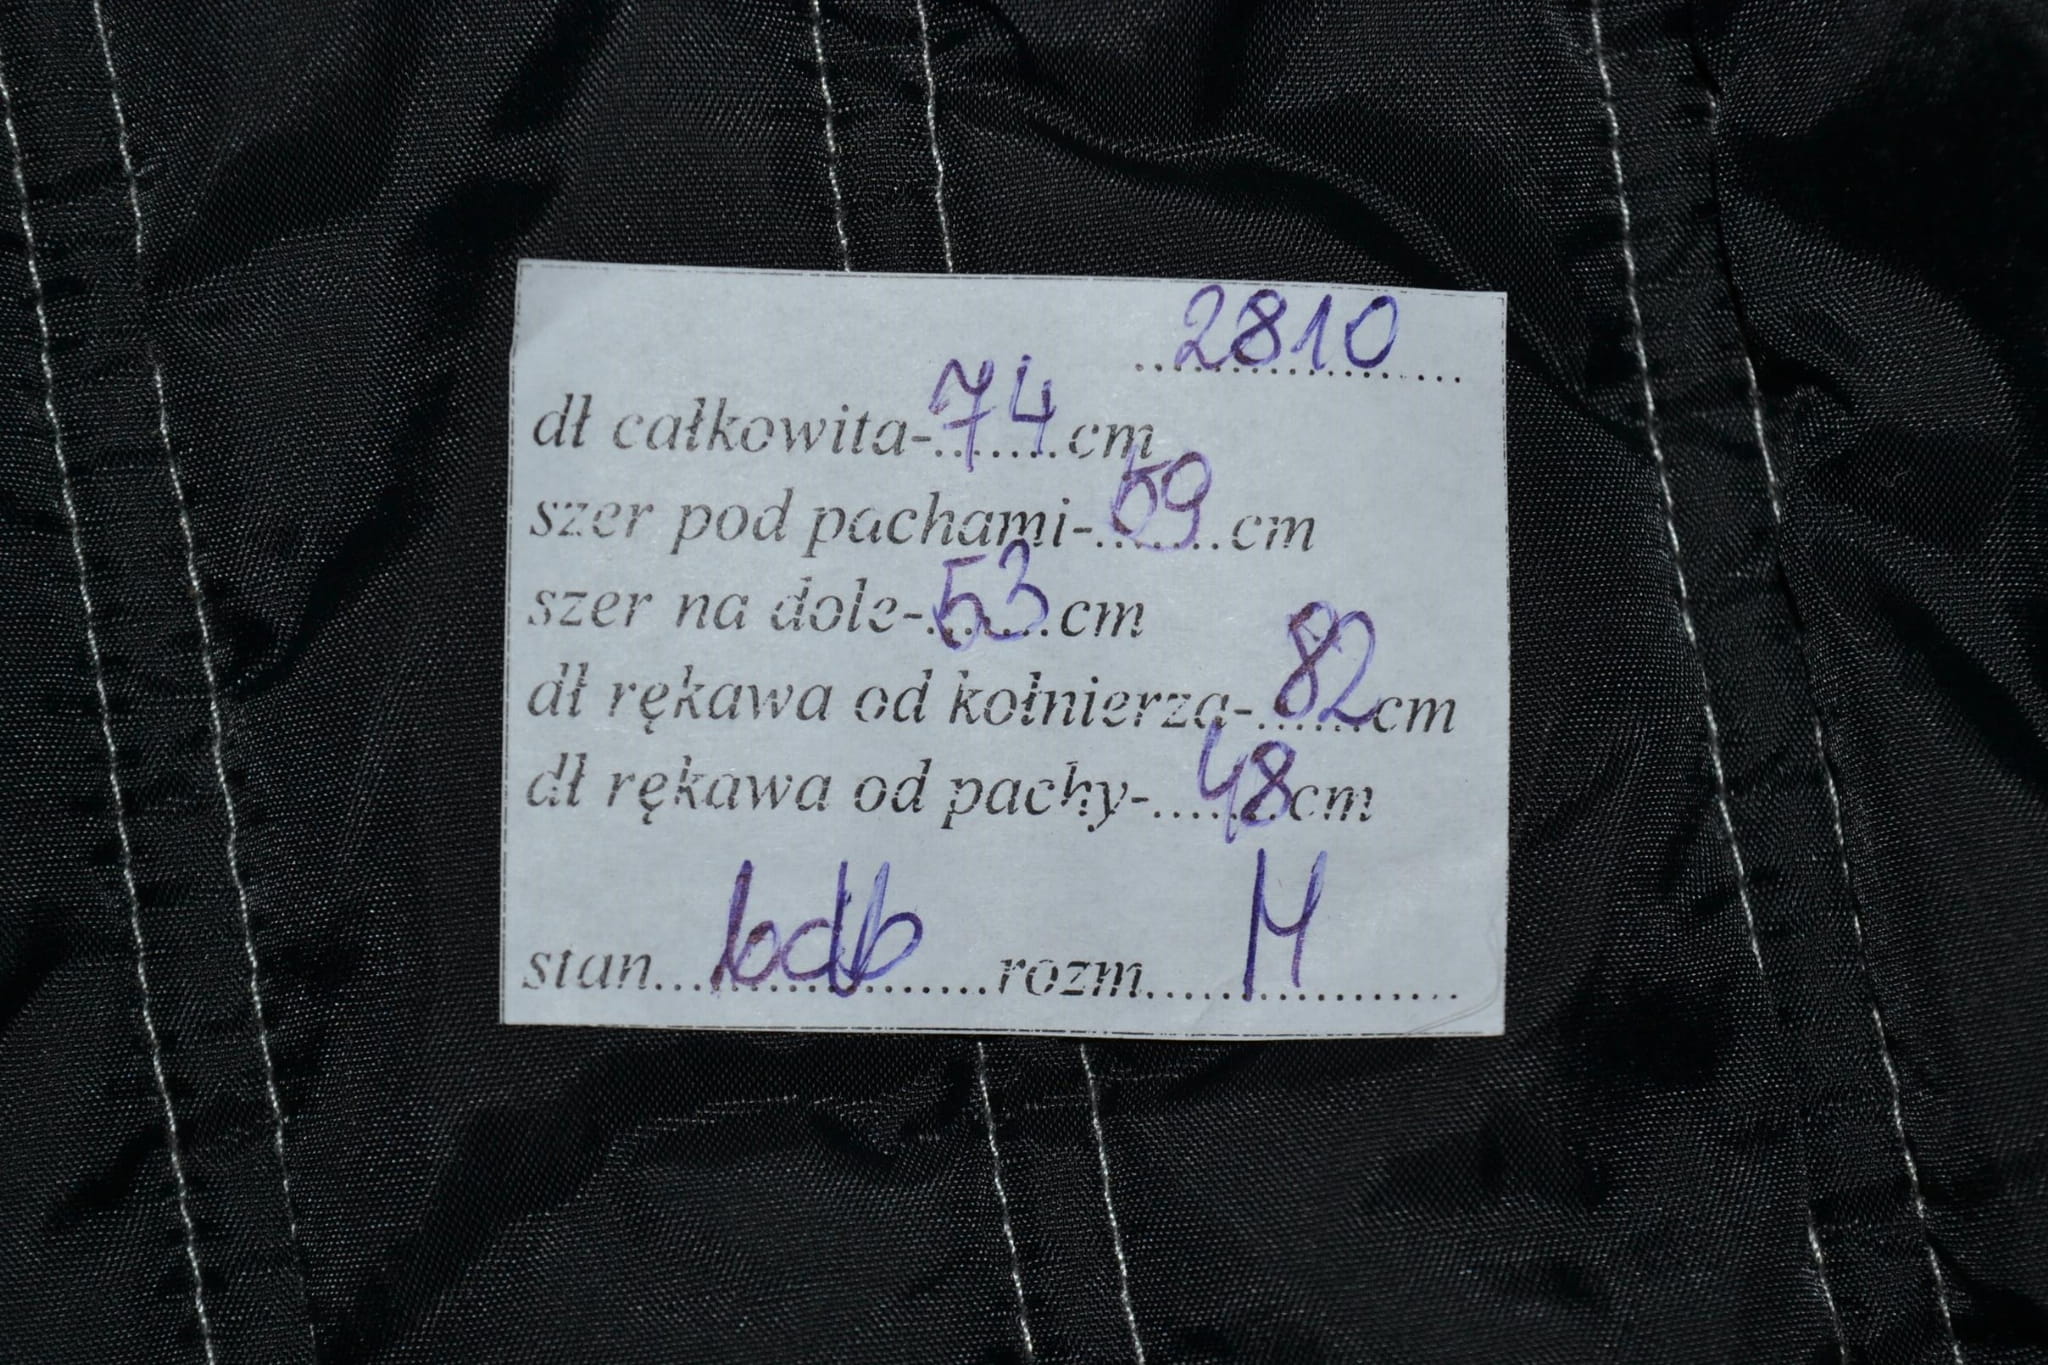 2810
dł całkowita-74cm
szer pod pachami-59cm
szer na dole-53cm
dł rękawa od kołnierza-82cm
dł rękawa od pachy-48cm
stan bdb rozm M